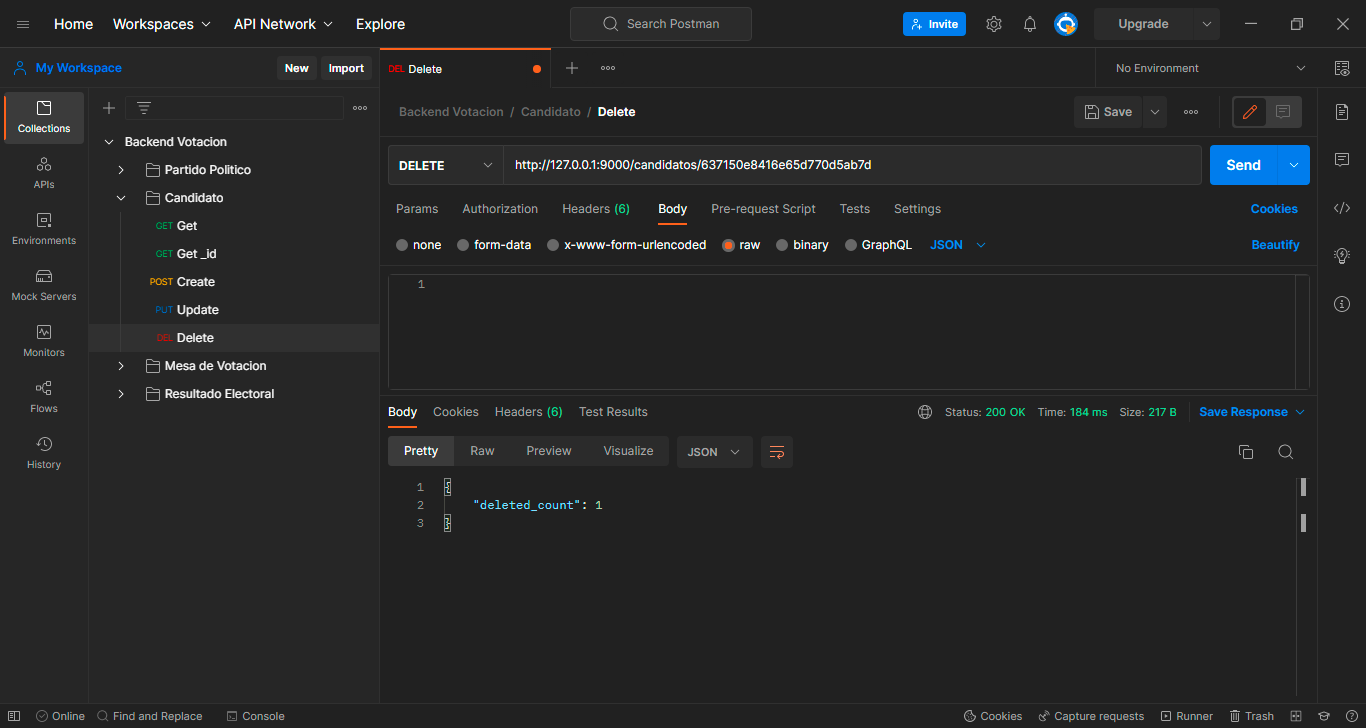 Home Workspaces API Network Explore Search Postman Invite Upgrade
My Workspace New Import DEL Delete No Environment
Collections
APIs
Environments
Mock Servers
Monitors
Flows
History
Backend Votacion
Partido Politico
Candidato
GET Get
GET Get _id
POST Create
PUT Update
DEL Delete
Mesa de Votacion
Resultado Electoral
Backend Votacion / Candidato / Delete Save
DELETE http://127.0.0.1:9000/candidatos/637150e8416e65d770d5ab7d Send
Params Authorization Headers (6) Body Pre-request Script Tests Settings Cookies
none form-data x-www-form-urlencoded raw binary GraphQL JSON Beautify
1
Body Cookies Headers (6) Test Results Status: 200 OK Time: 184 ms Size: 217 B Save Response
Pretty Raw Preview Visualize JSON
1 {
2 "deleted_count": 1
3 }
Online Find and Replace Console Cookies Capture requests Runner Trash